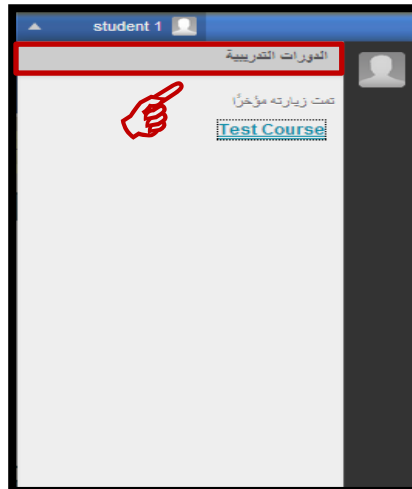 student 1
الدورات التدريبية
تمت زيارته مؤخرًا
Test Course